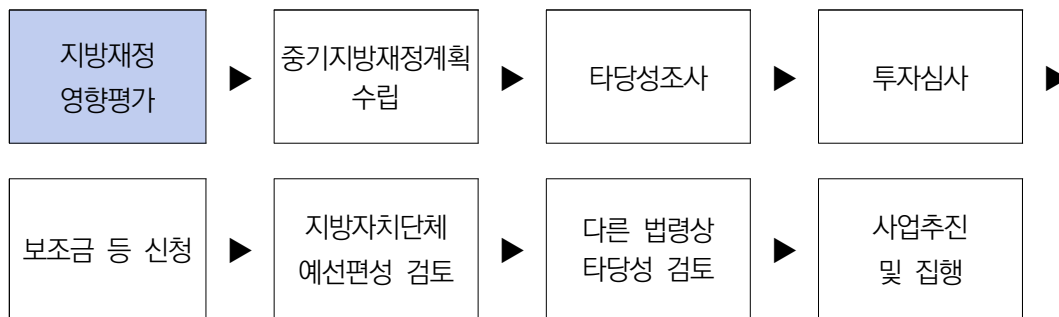 지방재정
영향평가
▶
중기지방재정계획
수립
▶
타당성조사
▶
투자심사
▶
보조금 등 신청
▶
지방자치단체
예선편성 검토
▶
다른 법령상
타당성 검토
▶
사업추진
및 집행